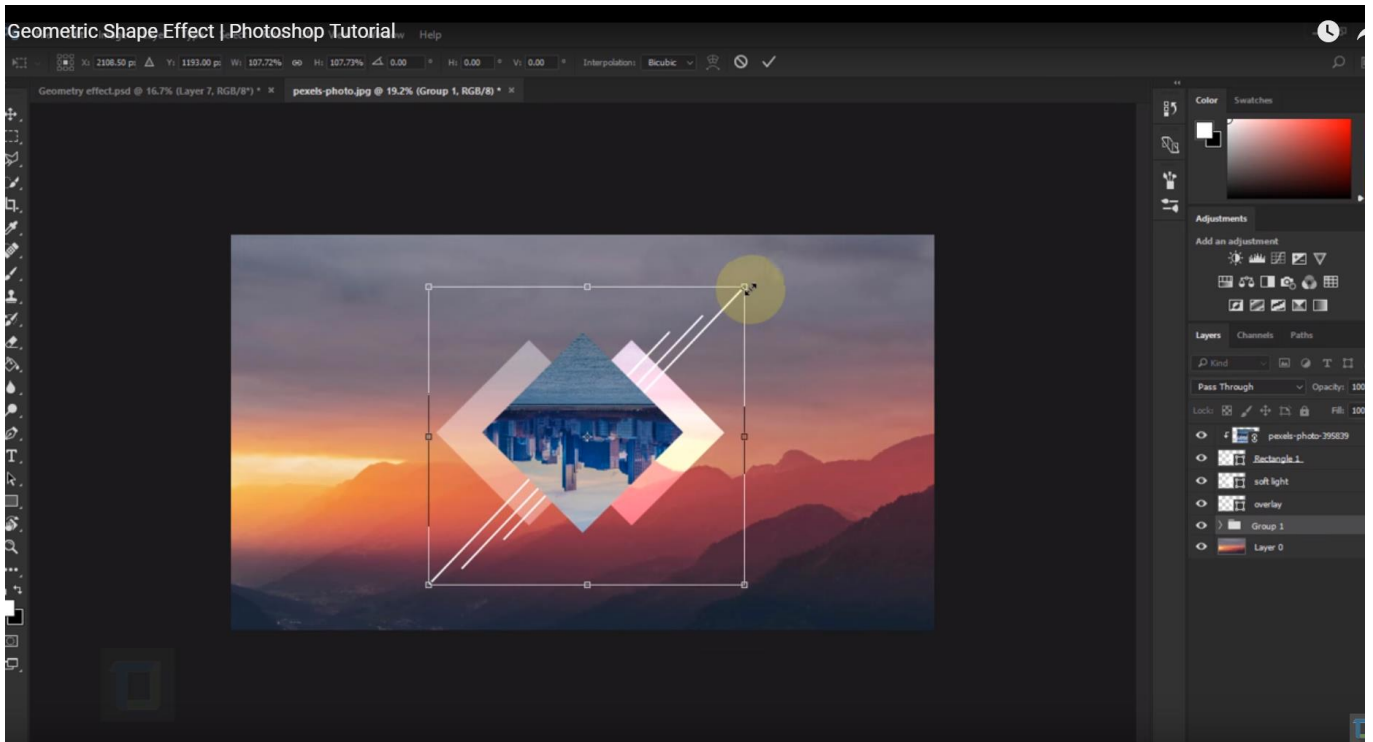 Geometric Shape Effect | Photoshop Tutorial
Help
X: 2108.50 p: Y: 1193.00 p: W: 107.72% H: 107.73% 0.00 ° H: 0.00 ° V: 0.00 ° Interpolation: Bicubic
Geometry effect.psd @ 16.7% (Layer 7, RGB/8*) * × pexels-photo.jpg @ 19.2% (Group 1, RGB/8) * ×
Color Swatches
Adjustments
Add an adjustment
Layers Channels Paths
Kind
Pass Through Opacity: 100
Lock: Fill: 100
pexels-photo-395839
Rectangle 1
soft light
overlay
Group 1
Layer 0